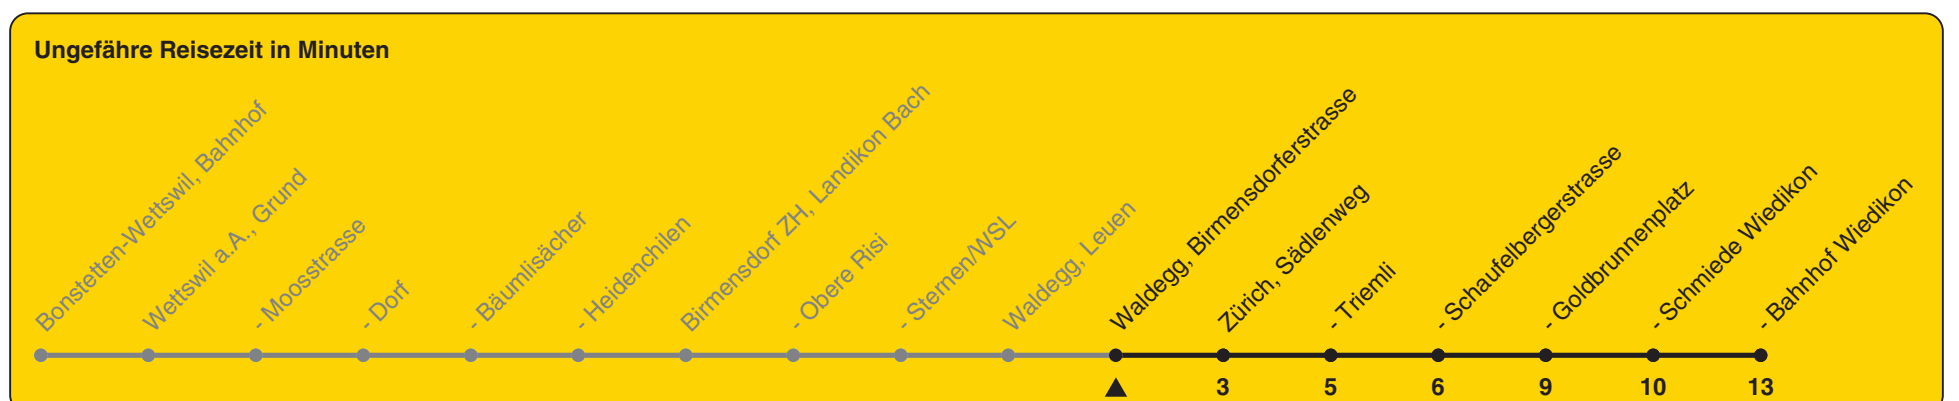 Ungefähre Reisezeit in Minuten
Bonstetten-Wettswil, Bahnhof
Wettswil a.A., Grund
- Moosstrasse
- Dorf
- Bäumlisächer
- Heidenchilen
Birmensdorf ZH, Landikon Bach
- Obere Risi
- Sternen/WSL
Waldegg, Leuen
Waldegg, Birmensdorferstrasse
Zürich, Sädlenweg
- Triemli
- Schaufelbergerstrasse
- Goldbrunnenplatz
- Schmiede Wiedikon
- Bahnhof Wiedikon
3 5 6 9 10 13